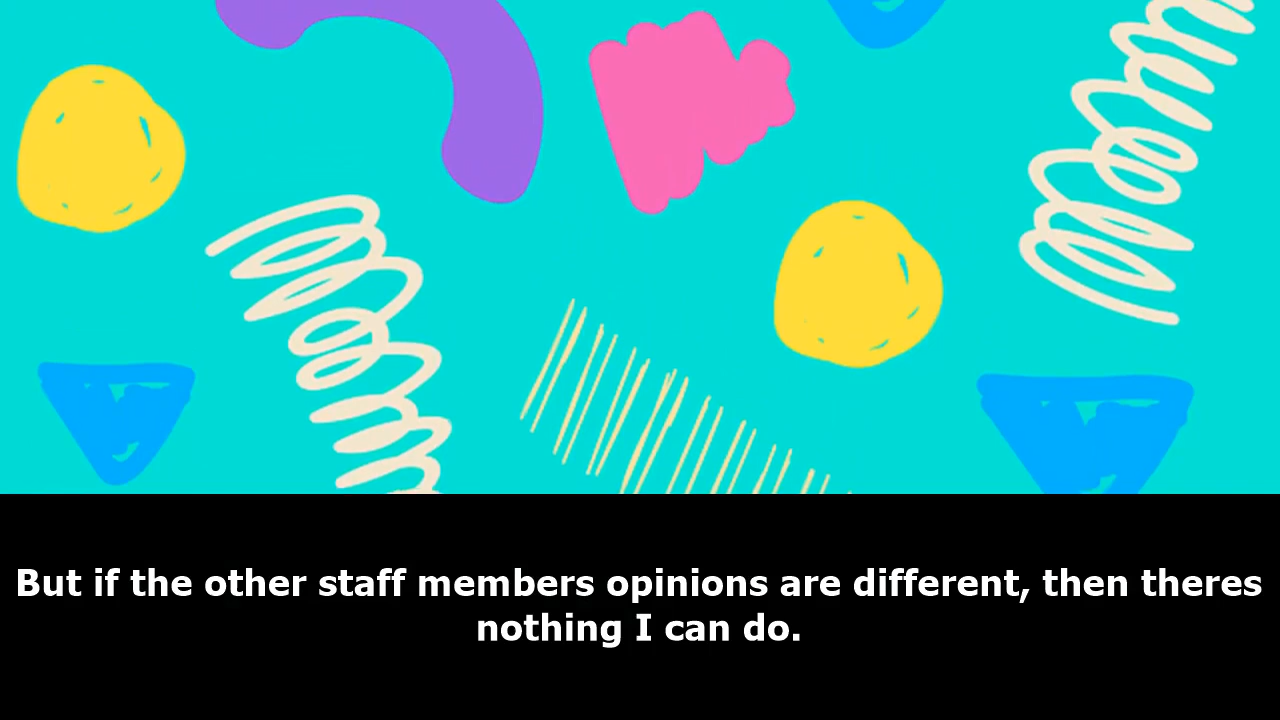 But if the other staff members opinions are different, then theres
nothing I can do.